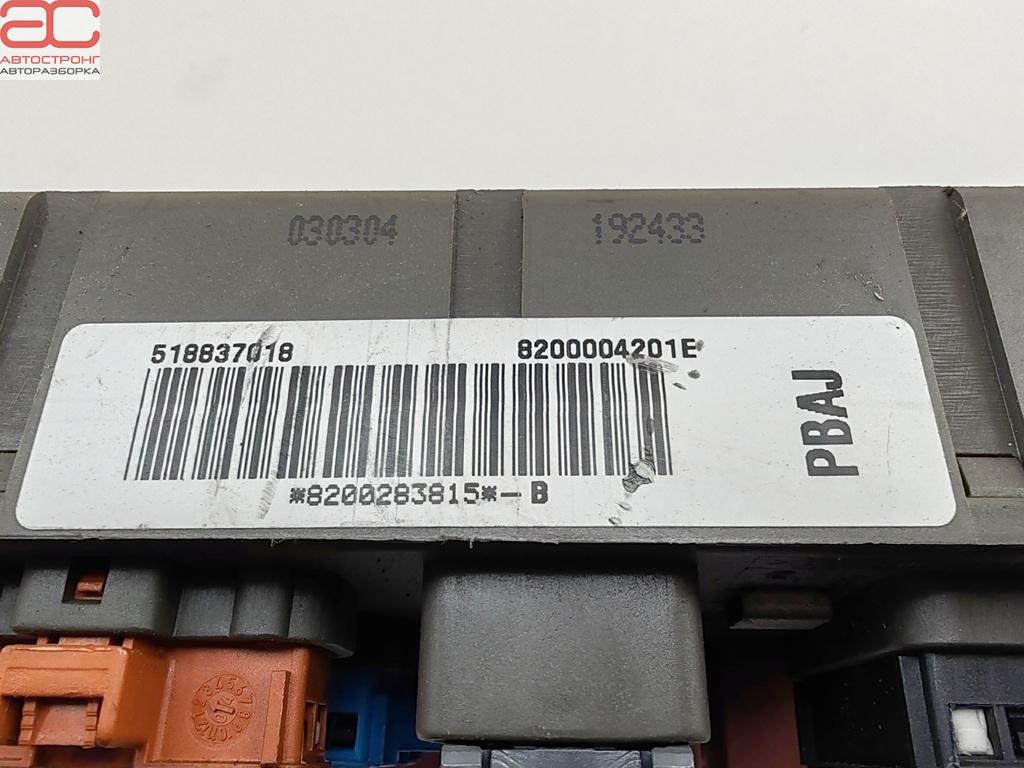 АС
АВТОСТРОНГ
АВТОРАЗБОРКА
030304 192433
518837018 8200004201E
*8200283815*-B
PBAJ